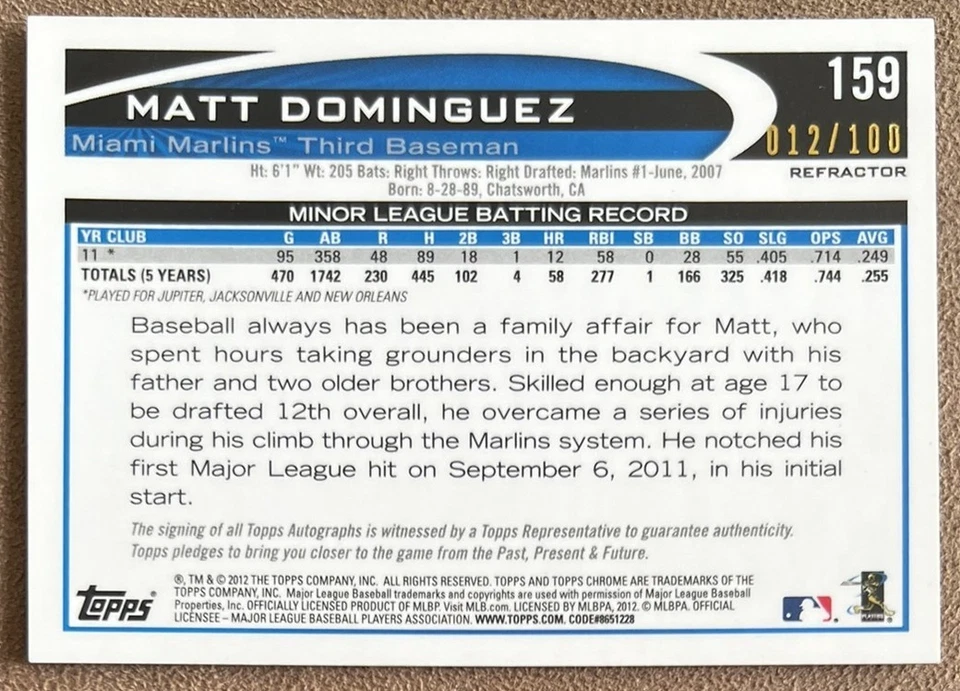 159
MATT DOMINGUEZ
012/100
Miami Marlins™ Third Baseman
REFRACTOR
Ht: 6'1" Wt: 205 Bats: Right Throws: Right Drafted: Marlins #1-June, 2007
Born: 8-28-89, Chatsworth, CA
MINOR LEAGUE BATTING RECORD
YR CLUB G AB R H 2B 3B HR RBI SB BB SO SLG OPS AVG
11 * 95 358 48 89 18 1 12 58 0 28 55 .405 .714 .249
TOTALS (5 YEARS) 470 1742 230 445 102 4 58 277 1 166 325 .418 .744 .255
*PLAYED FOR JUPITER, JACKSONVILLE AND NEW ORLEANS
Baseball always has been a family affair for Matt, who
spent hours taking grounders in the backyard with his
father and two older brothers. Skilled enough at age 17 to
be drafted 12th overall, he overcame a series of injuries
during his climb through the Marlins system. He notched his
first Major League hit on September 6, 2011, in his initial
start.
The signing of all Topps Autographs is witnessed by a Topps Representative to guarantee authenticity.
Topps pledges to bring you closer to the game from the Past, Present & Future.
®, TM & © 2012 THE TOPPS COMPANY, INC. ALL RIGHTS RESERVED. TOPPS AND TOPPS CHROME ARE TRADEMARKS OF THE
TOPPS COMPANY, INC. Major League Baseball trademarks and copyrights are used with permission of Major League Baseball
Properties, Inc. OFFICIALLY LICENSED PRODUCT OF MLBP. Visit MLB.com. LICENSED BY MLBPA, 2012. © MLBPA. OFFICIAL
LICENSEE – MAJOR LEAGUE BASEBALL PLAYERS ASSOCIATION. WWW.TOPPS.COM. CODE#8651228
topps®